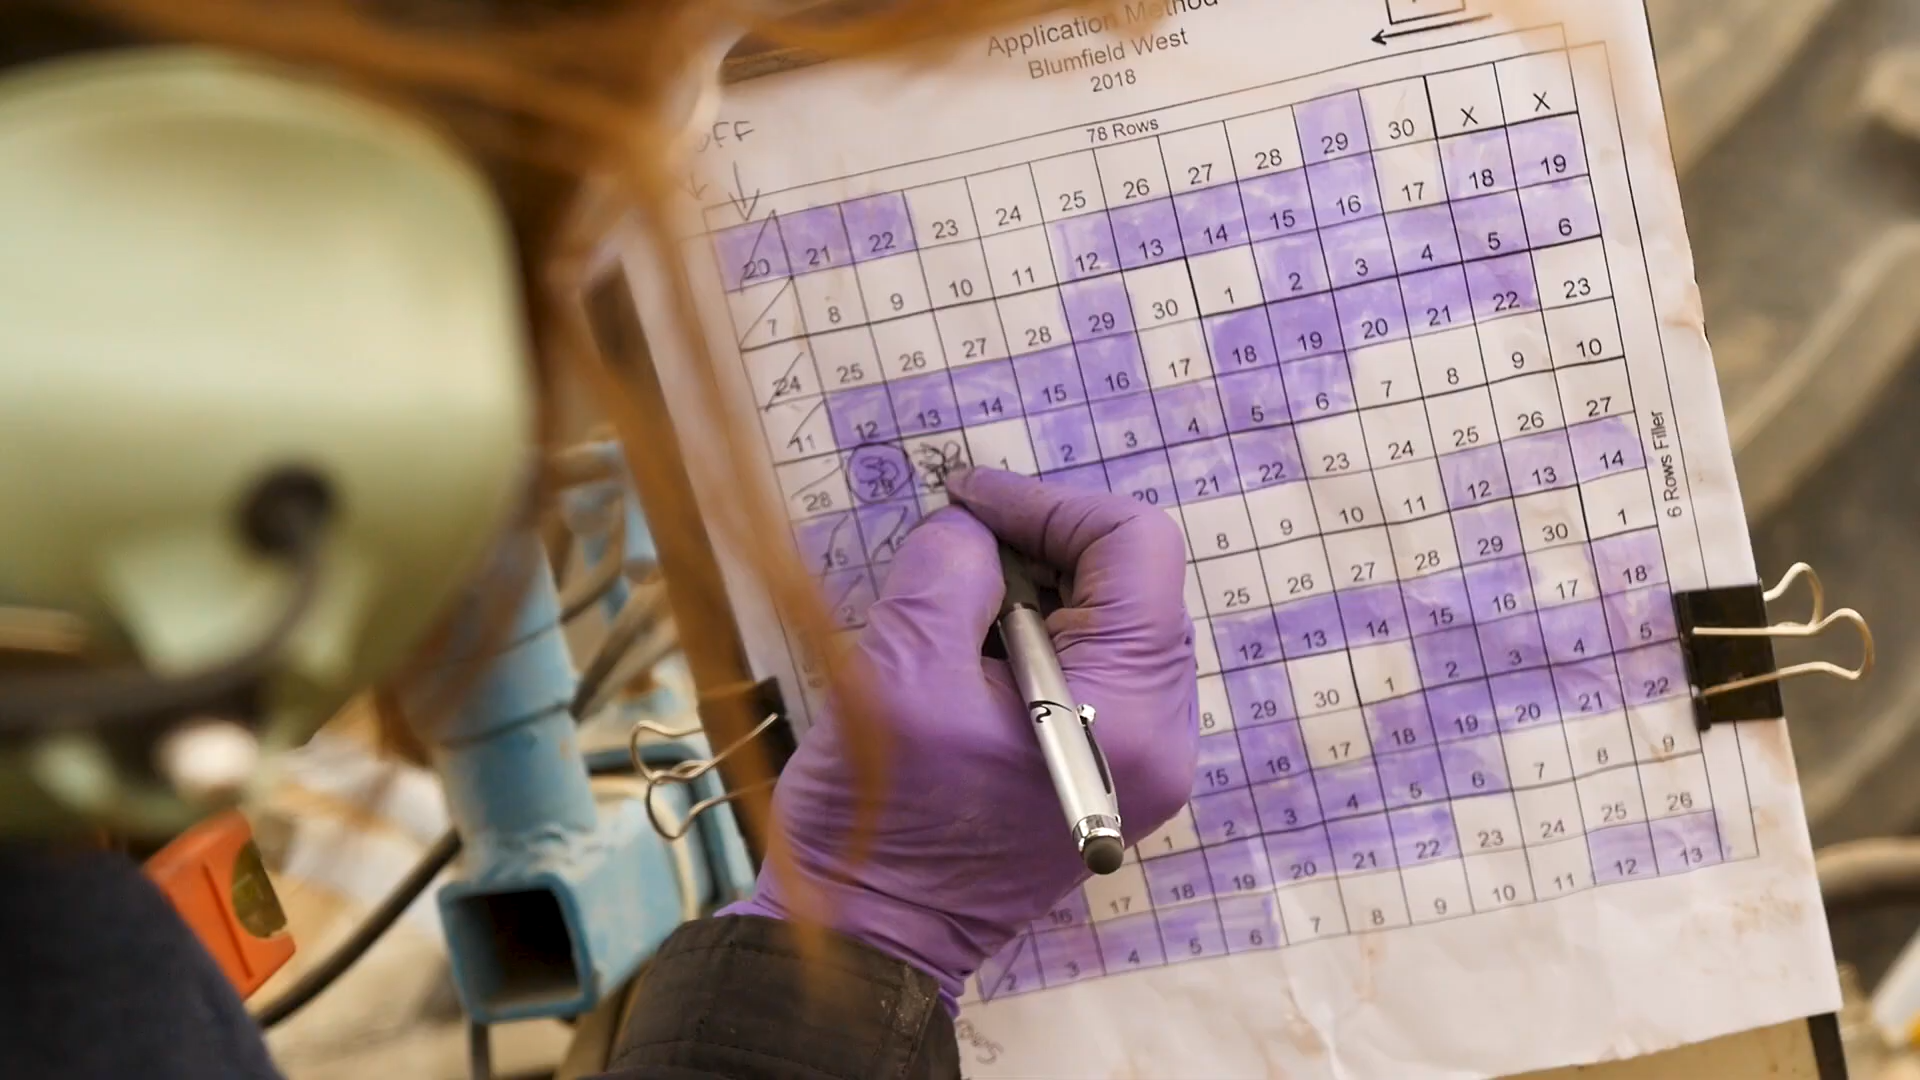 Application Method
Blumfield West
2018
OFF
78 Rows
20 21 22 23 24 25 26 27 28 29 30 X X
7 8 9 10 11 12 13 14 15 16 17 18 19
24 25 26 27 28 29 30 1 2 3 4 5 6
11 12 13 14 15 16 17 18 19 20 21 22 23
28 29 30 1 2 3 4 5 6 7 8 9 10
15 16 20 21 22 23 24 25 26 27
2 8 9 10 11 12 13 14
25 26 27 28 29 30 1
12 13 14 15 16 17 18
8 29 30 1 2 3 4 5
15 16 17 18 19 20 21 22
1 2 3 4 5 6 7 8 9
16 17 18 19 20 21 22 23 24 25 26
2 3 4 5 6 7 8 9 10 11 12 13
6 Rows Filler